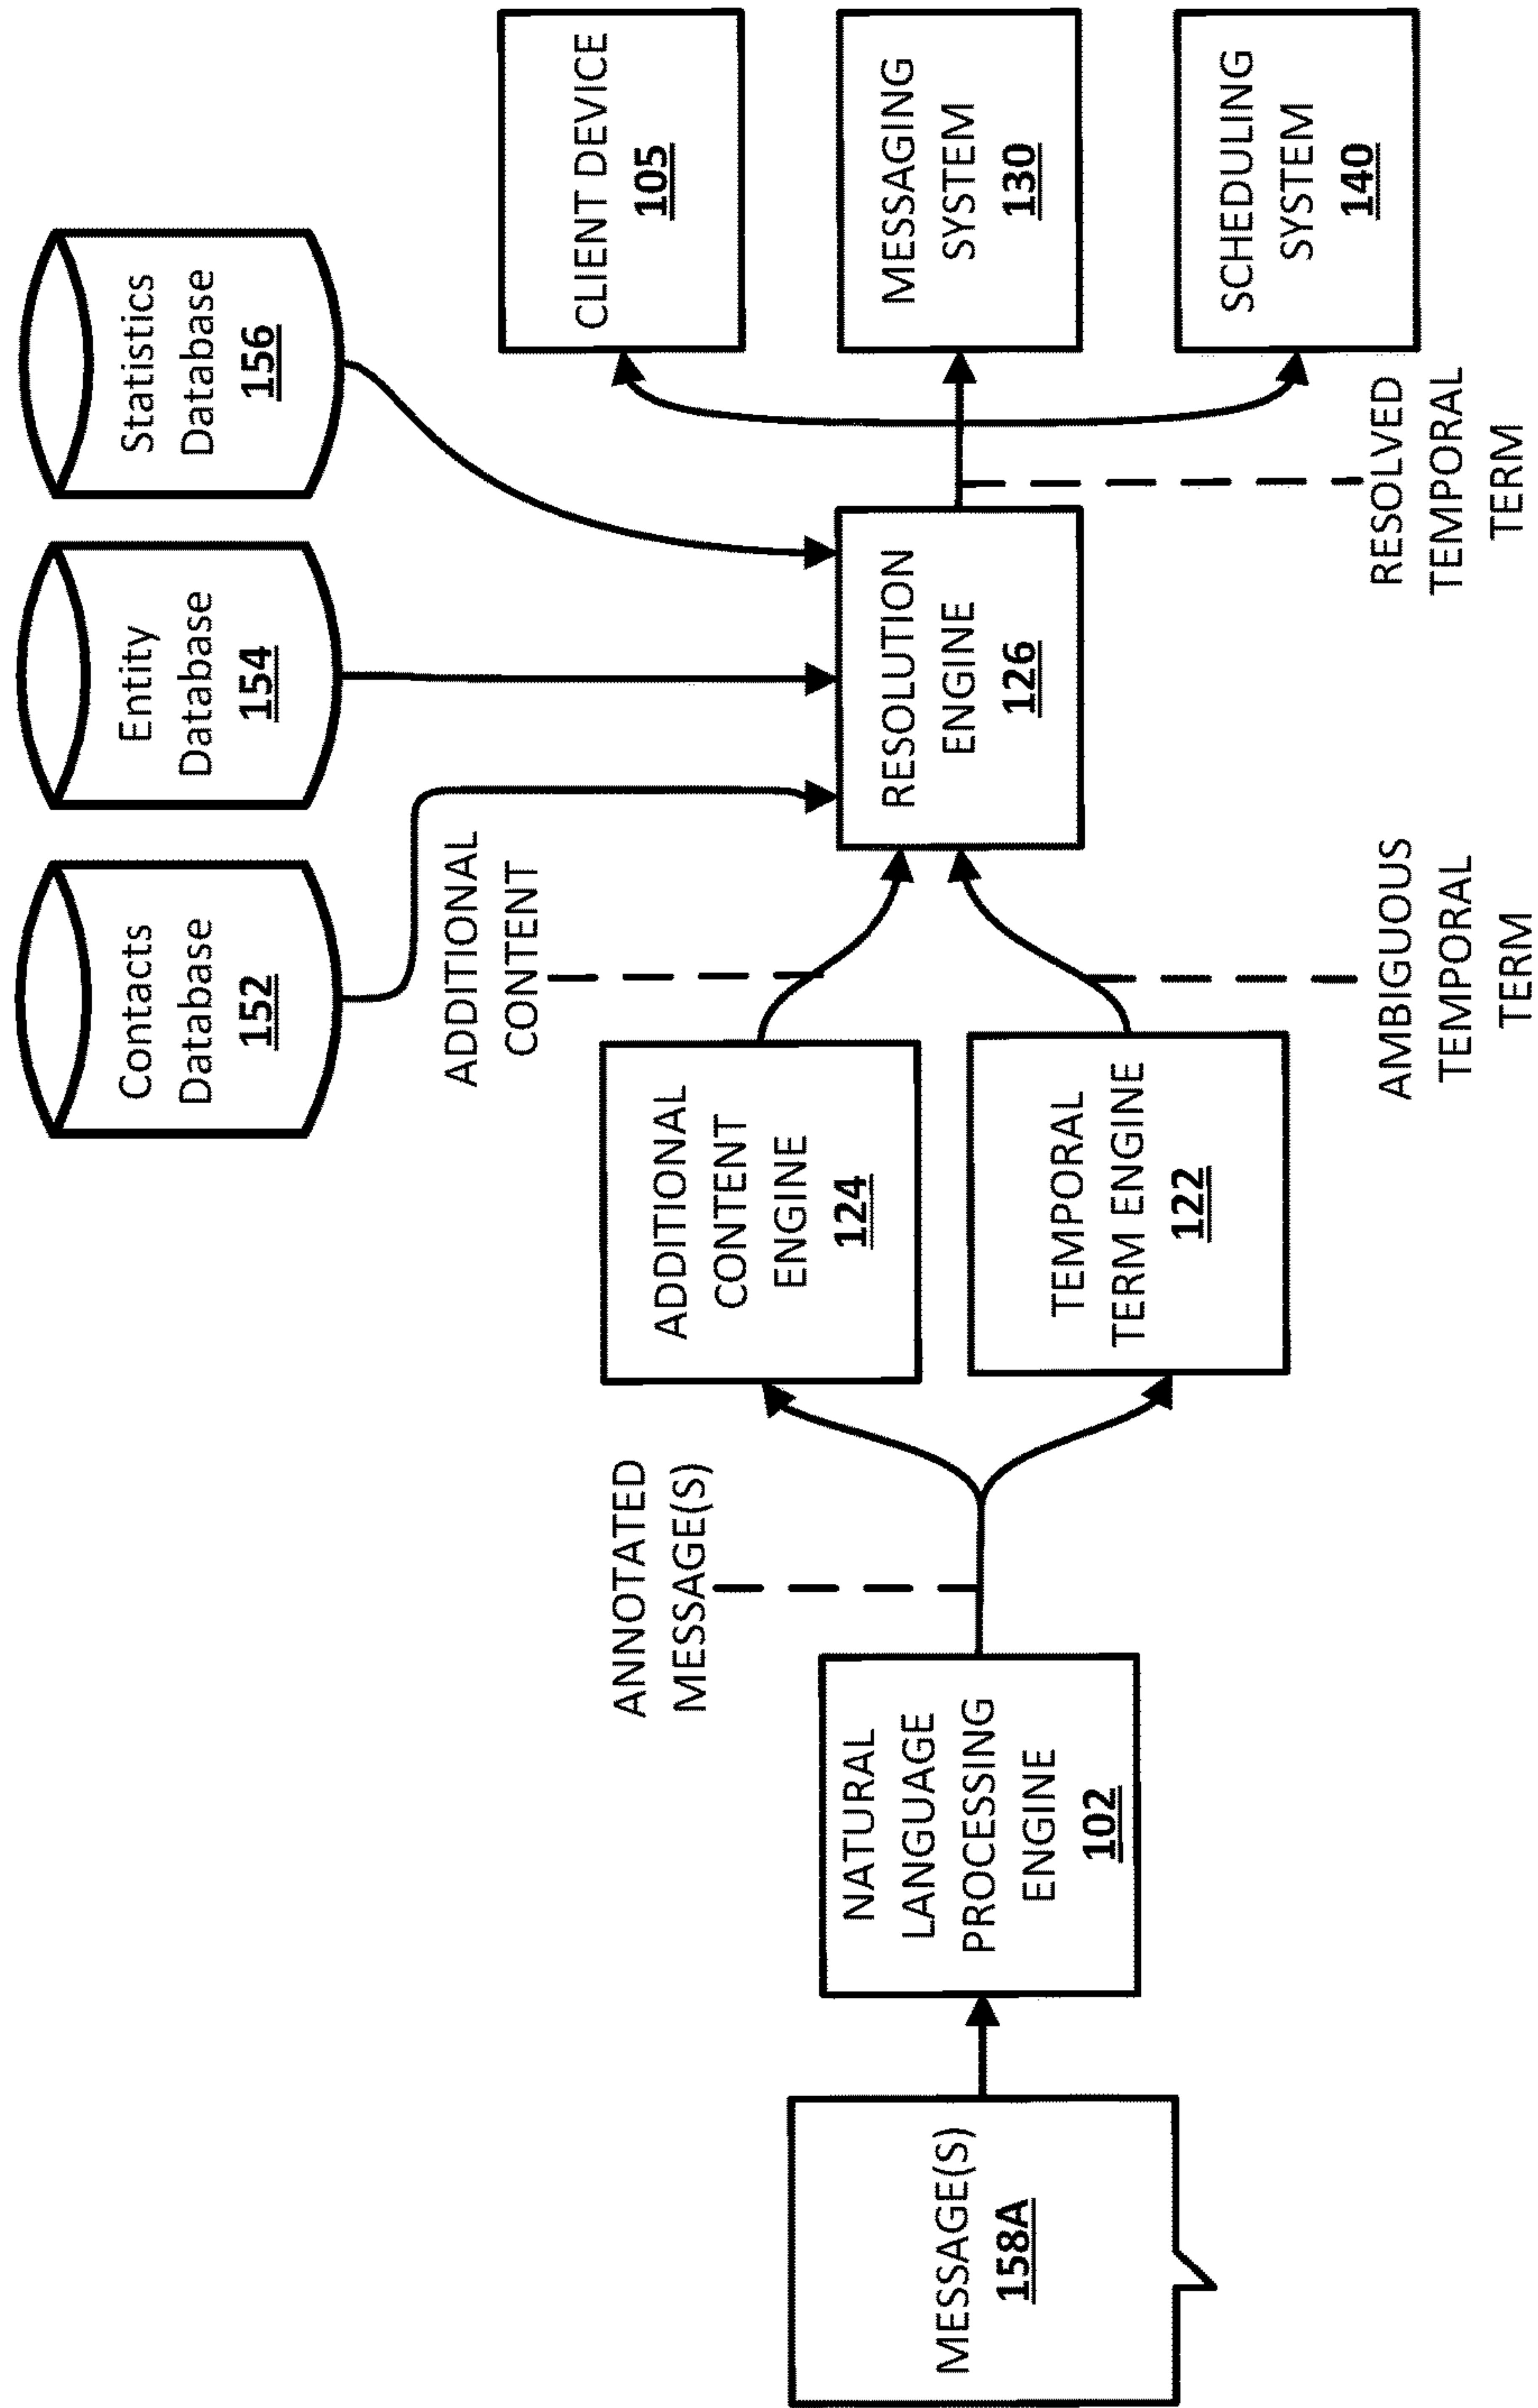 MESSAGE(S)
158A
NATURAL
LANGUAGE
PROCESSING
ENGINE
102
ANNOTATED
MESSAGE(S)
ADDITIONAL
CONTENT
ENGINE
124
TEMPORAL
TERM ENGINE
122
ADDITIONAL
CONTENT
AMBIGUOUS
TEMPORAL
TERM
Contacts
Database
152
Entity
Database
154
Statistics
Database
156
RESOLUTION
ENGINE
126
RESOLVED
TEMPORAL
TERM
CLIENT DEVICE
105
MESSAGING
SYSTEM
130
SCHEDULING
SYSTEM
140